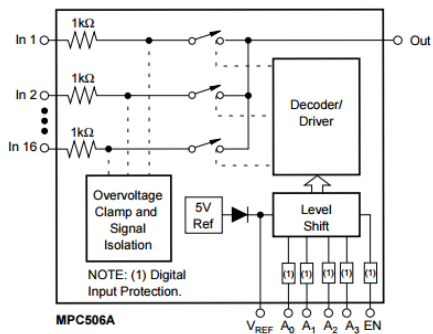 1kΩ
In 1
Out
1kΩ
In 2
Decoder/
Driver
1kΩ
In 16
Overvoltage
Clamp and
Signal
Isolation
5V
Ref
Level
Shift
NOTE: (1) Digital
Input Protection.
(1) (1) (1) (1) (1)
MPC506A
VREF A0 A1 A2 A3 EN